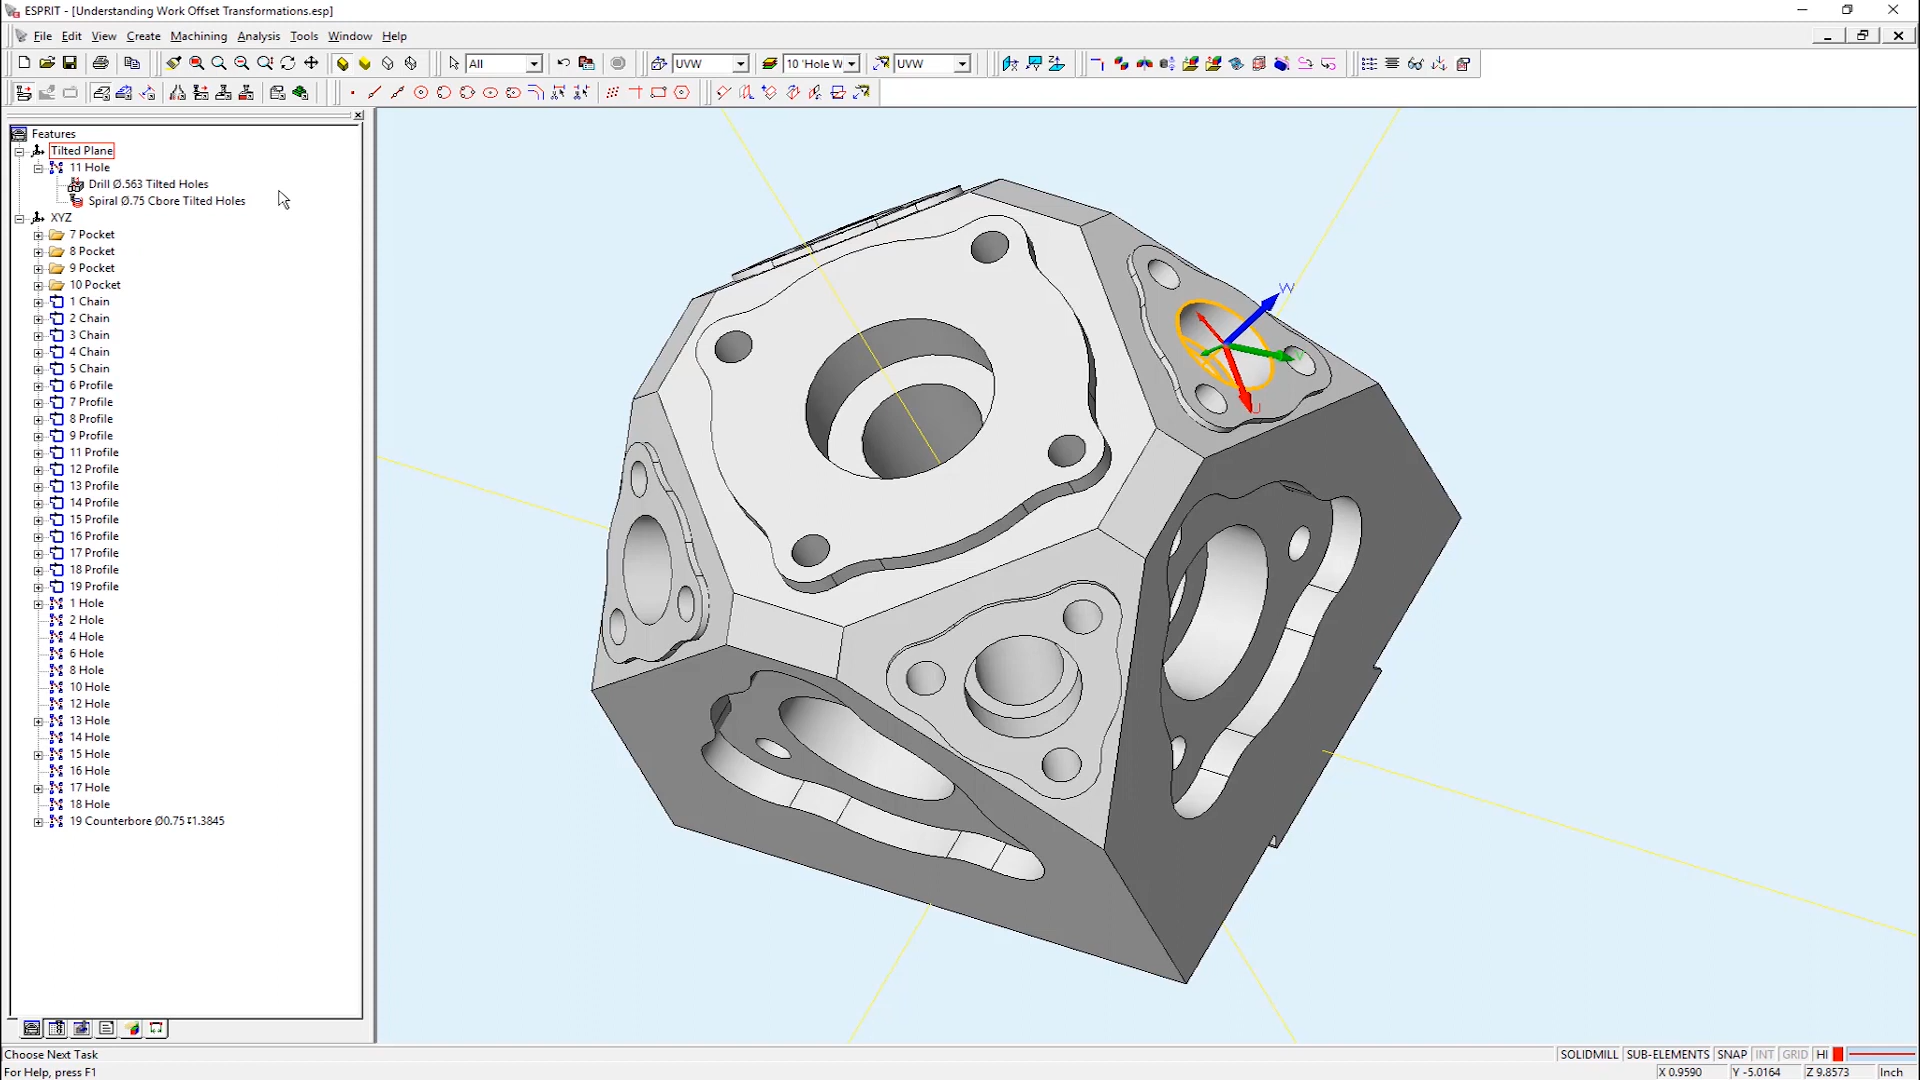 ESPRIT - [Understanding Work Offset Transformations.esp]
File Edit View Create Machining Analysis Tools Window Help
All UVW 10 'Hole W UVW
Features
Tilted Plane
11 Hole
Drill Ø.563 Tilted Holes
Spiral Ø.75 Cbore Tilted Holes
XYZ
7 Pocket
8 Pocket
9 Pocket
10 Pocket
1 Chain
2 Chain
3 Chain
4 Chain
5 Chain
6 Profile
7 Profile
8 Profile
9 Profile
11 Profile
12 Profile
13 Profile
14 Profile
15 Profile
16 Profile
17 Profile
18 Profile
19 Profile
1 Hole
2 Hole
4 Hole
6 Hole
8 Hole
10 Hole
12 Hole
13 Hole
14 Hole
15 Hole
16 Hole
17 Hole
18 Hole
19 Counterbore Ø0.75↧1.3845
W
V
U
Choose Next Task
SOLIDMILL SUB-ELEMENTS SNAP INT GRID HI
For Help, press F1
X 0.9590 Y -5.0164 Z 9.8573 Inch